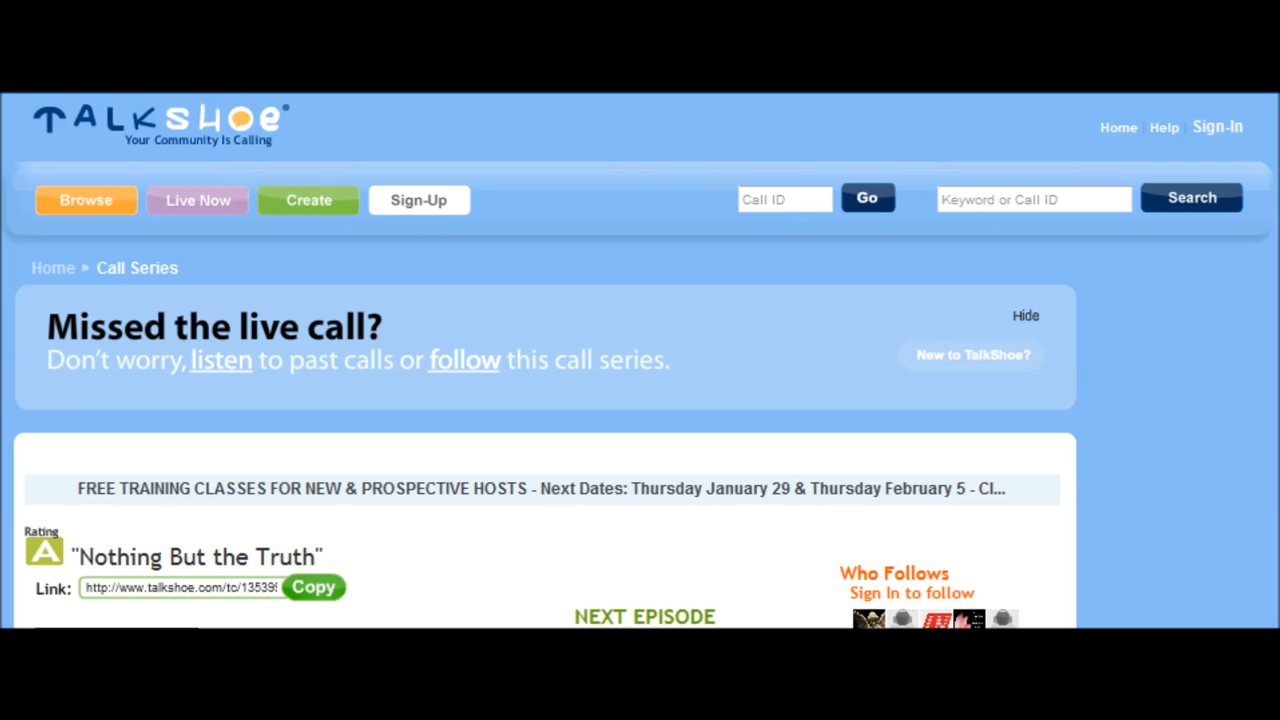 TALKSHOE
Your Community Is Calling
Home Help Sign-In
Browse Live Now Create Sign-Up Call ID Go Keyword or Call ID Search
Home Call Series
Missed the live call?
Hide
Don't worry, listen to past calls or follow this call series.
New to TalkShoe?
FREE TRAINING CLASSES FOR NEW & PROSPECTIVE HOSTS - Next Dates: Thursday January 29 & Thursday February 5 - Cl...
Rating
A "Nothing But the Truth"
Who Follows
Link: http://www.talkshoe.com/tc/13539 Copy
Sign In to follow
NEXT EPISODE